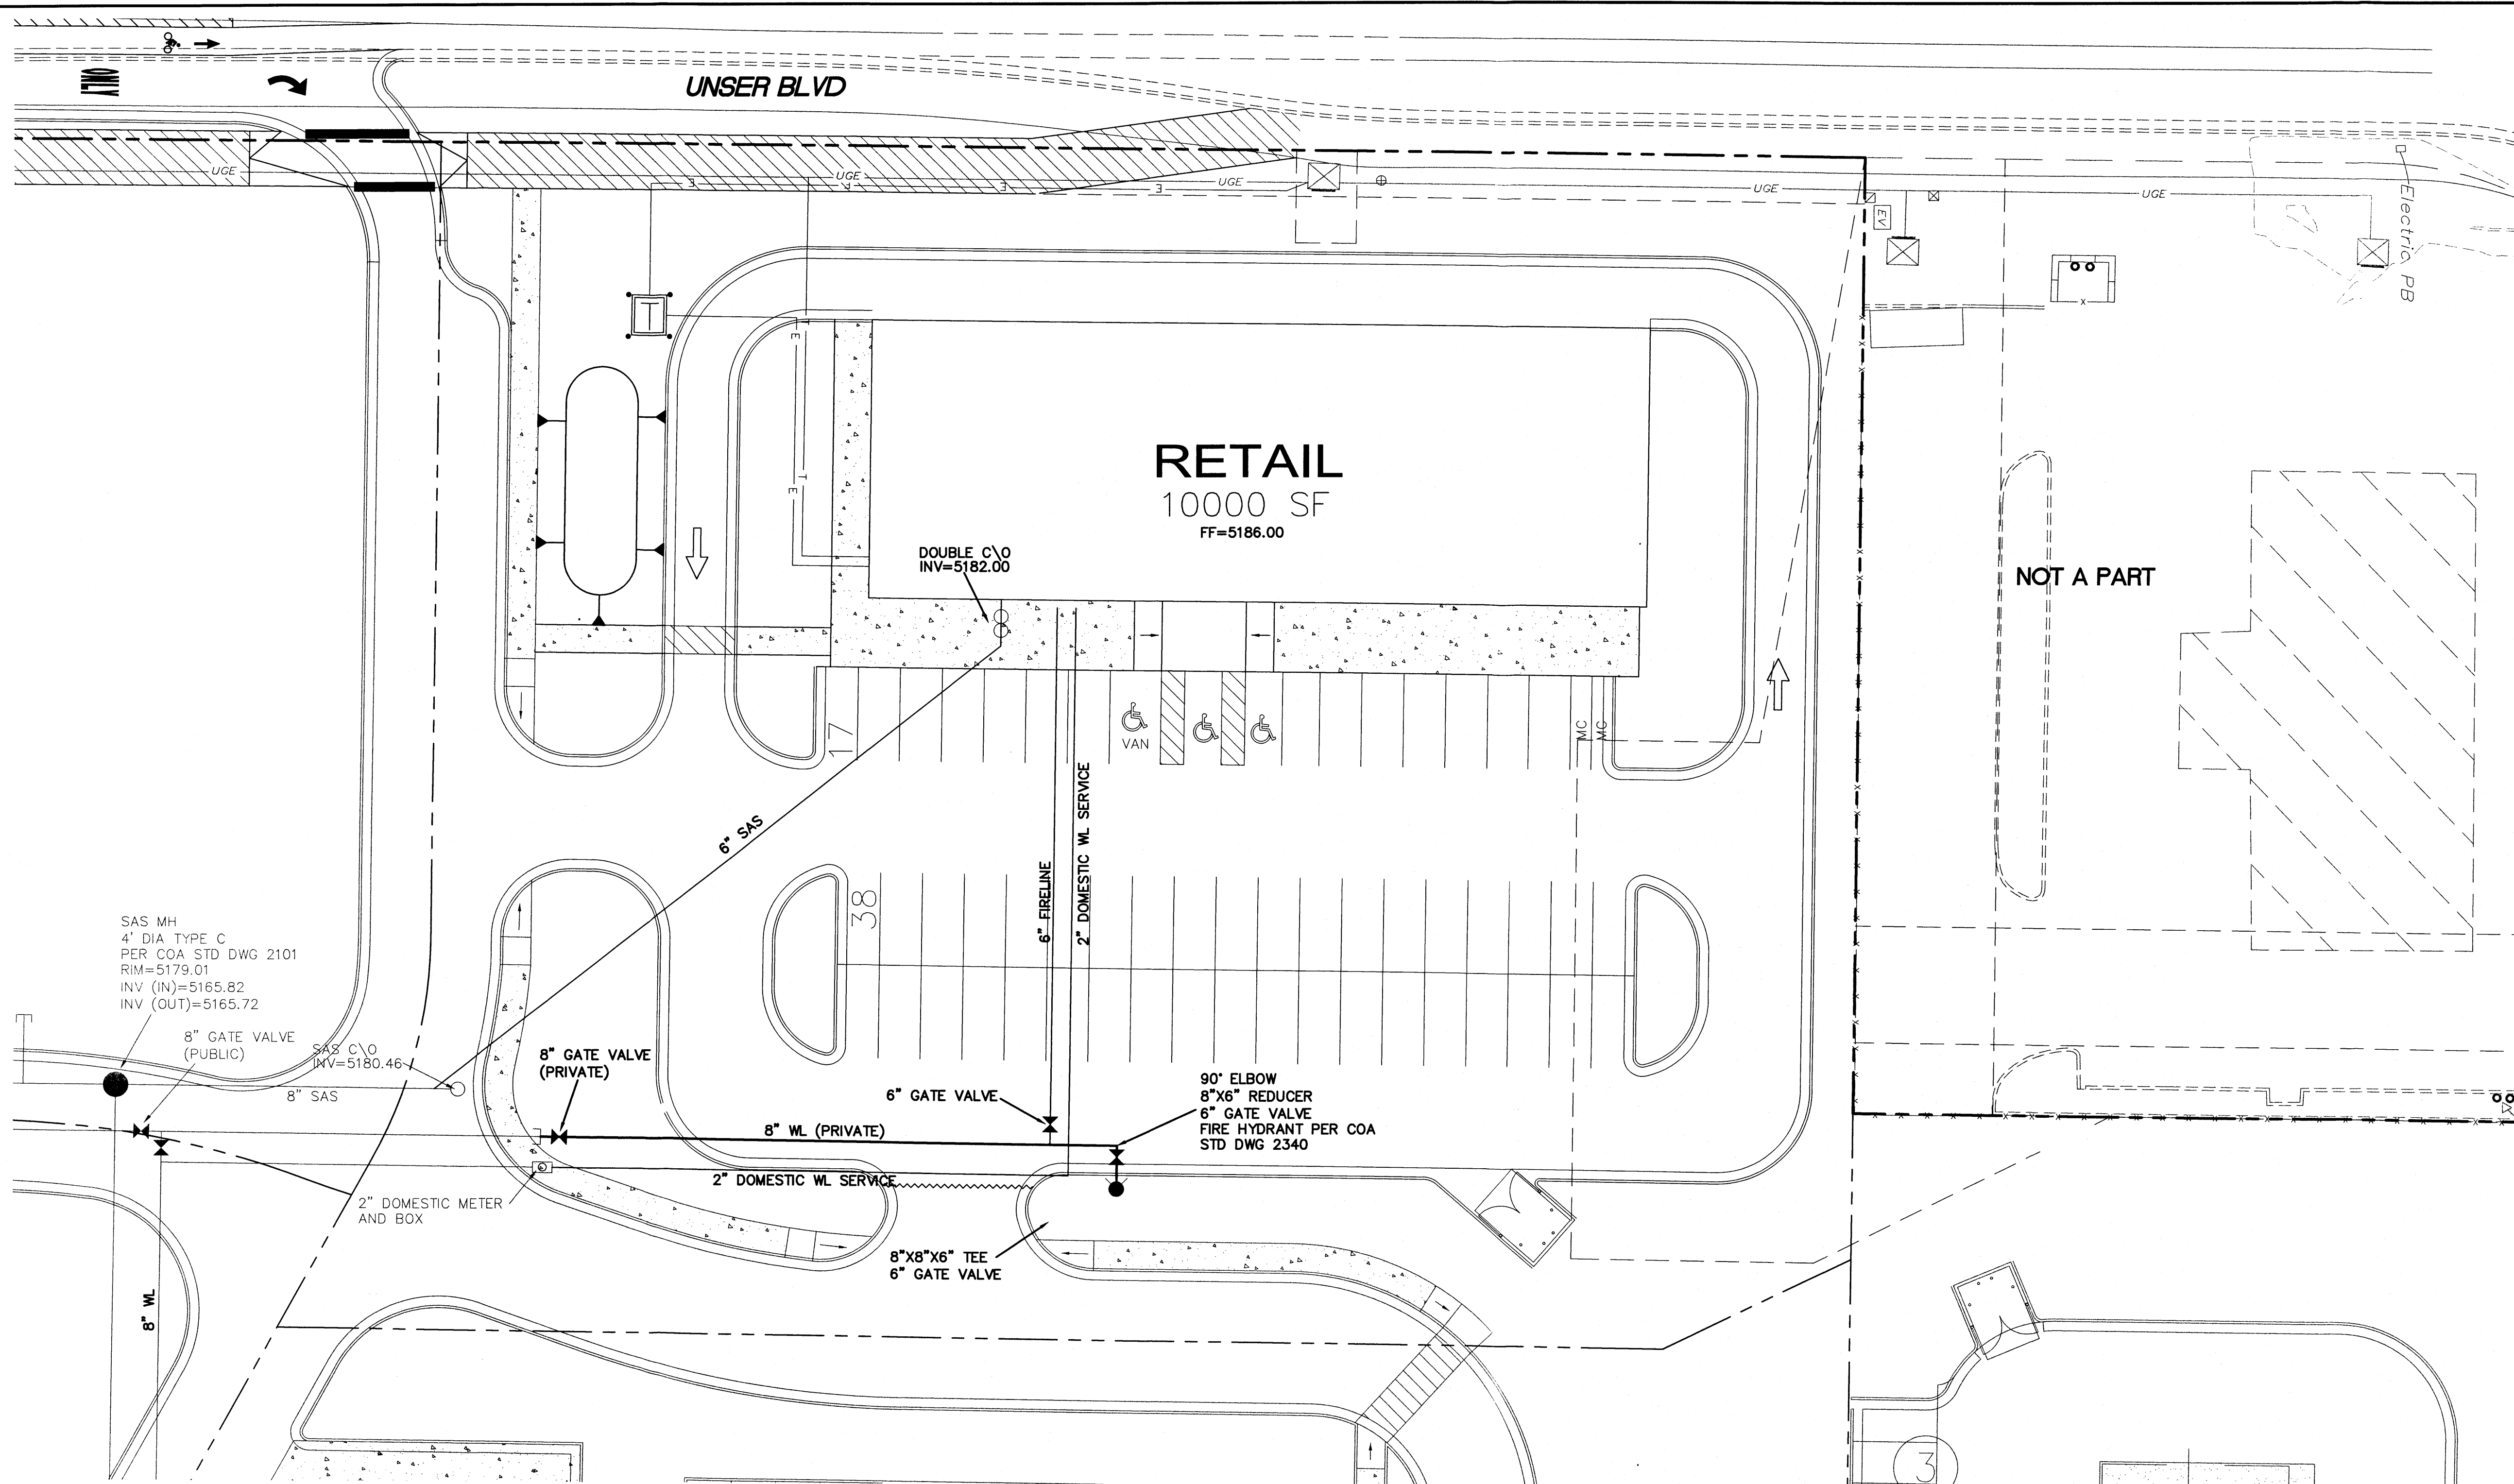 ONLY
UNSER BLVD
UGE
UGE
UGE
UGE
UGE
E
E
E
E
EV
Electric PB
T
T
E
T
E
RETAIL
10000 SF
FF=5186.00
DOUBLE C\O
INV=5182.00
NOT A PART
17
VAN
MC
MC
6" SAS
2" DOMESTIC WL SERVICE
6" FIRELINE
38
SAS MH
4' DIA TYPE C
PER COA STD DWG 2101
RIM=5179.01
INV (IN)=5165.82
INV (OUT)=5165.72
8" GATE VALVE
(PUBLIC)
SAS C\O
INV=5180.46
8" SAS
8" GATE VALVE
(PRIVATE)
6" GATE VALVE
90° ELBOW
8"X6" REDUCER
6" GATE VALVE
FIRE HYDRANT PER COA
STD DWG 2340
8" WL (PRIVATE)
2" DOMESTIC WL SERVICE
2" DOMESTIC METER
AND BOX
8"X8"X6" TEE
6" GATE VALVE
8" WL
3